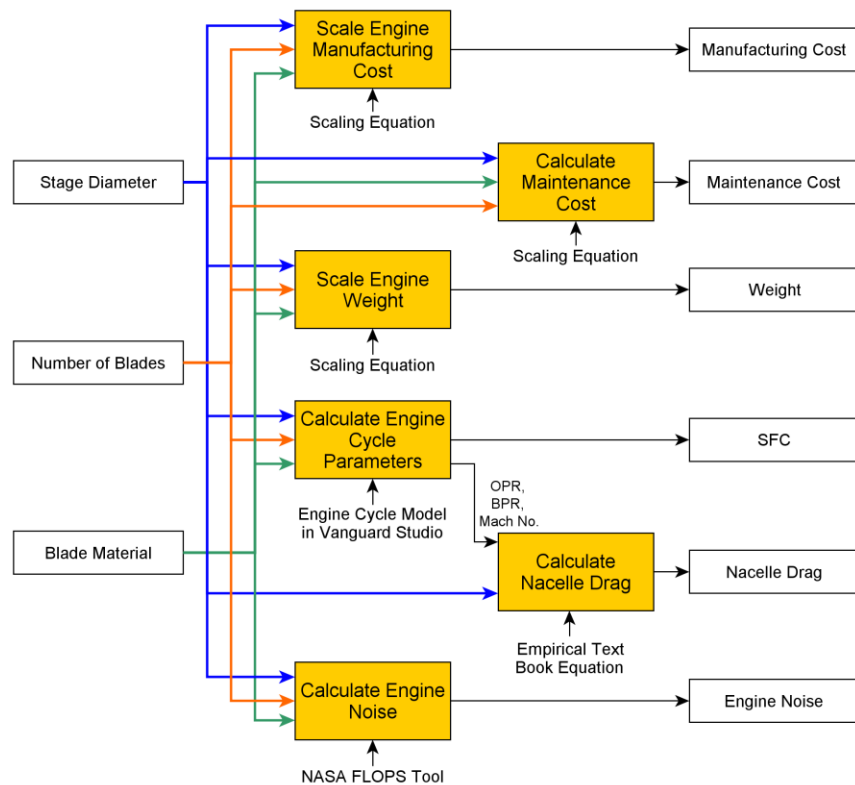 Scale Engine
Manufacturing
Cost
Manufacturing Cost
Scaling Equation
Stage Diameter
Calculate
Maintenance
Cost
Maintenance Cost
Scaling Equation
Scale Engine
Weight
Weight
Number of Blades
Scaling Equation
Calculate Engine
Cycle
Parameters
SFC
OPR,
BPR,
Mach No.
Engine Cycle Model
in Vanguard Studio
Blade Material
Calculate
Nacelle Drag
Nacelle Drag
Empirical Text
Book Equation
Calculate Engine
Noise
Engine Noise
NASA FLOPS Tool